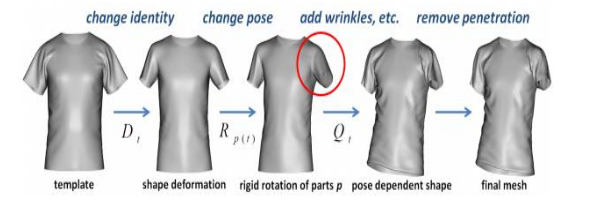 change identity change pose add wrinkles, etc. remove penetration
D t R p(t) Q t
template shape deformation rigid rotation of parts p pose dependent shape final mesh